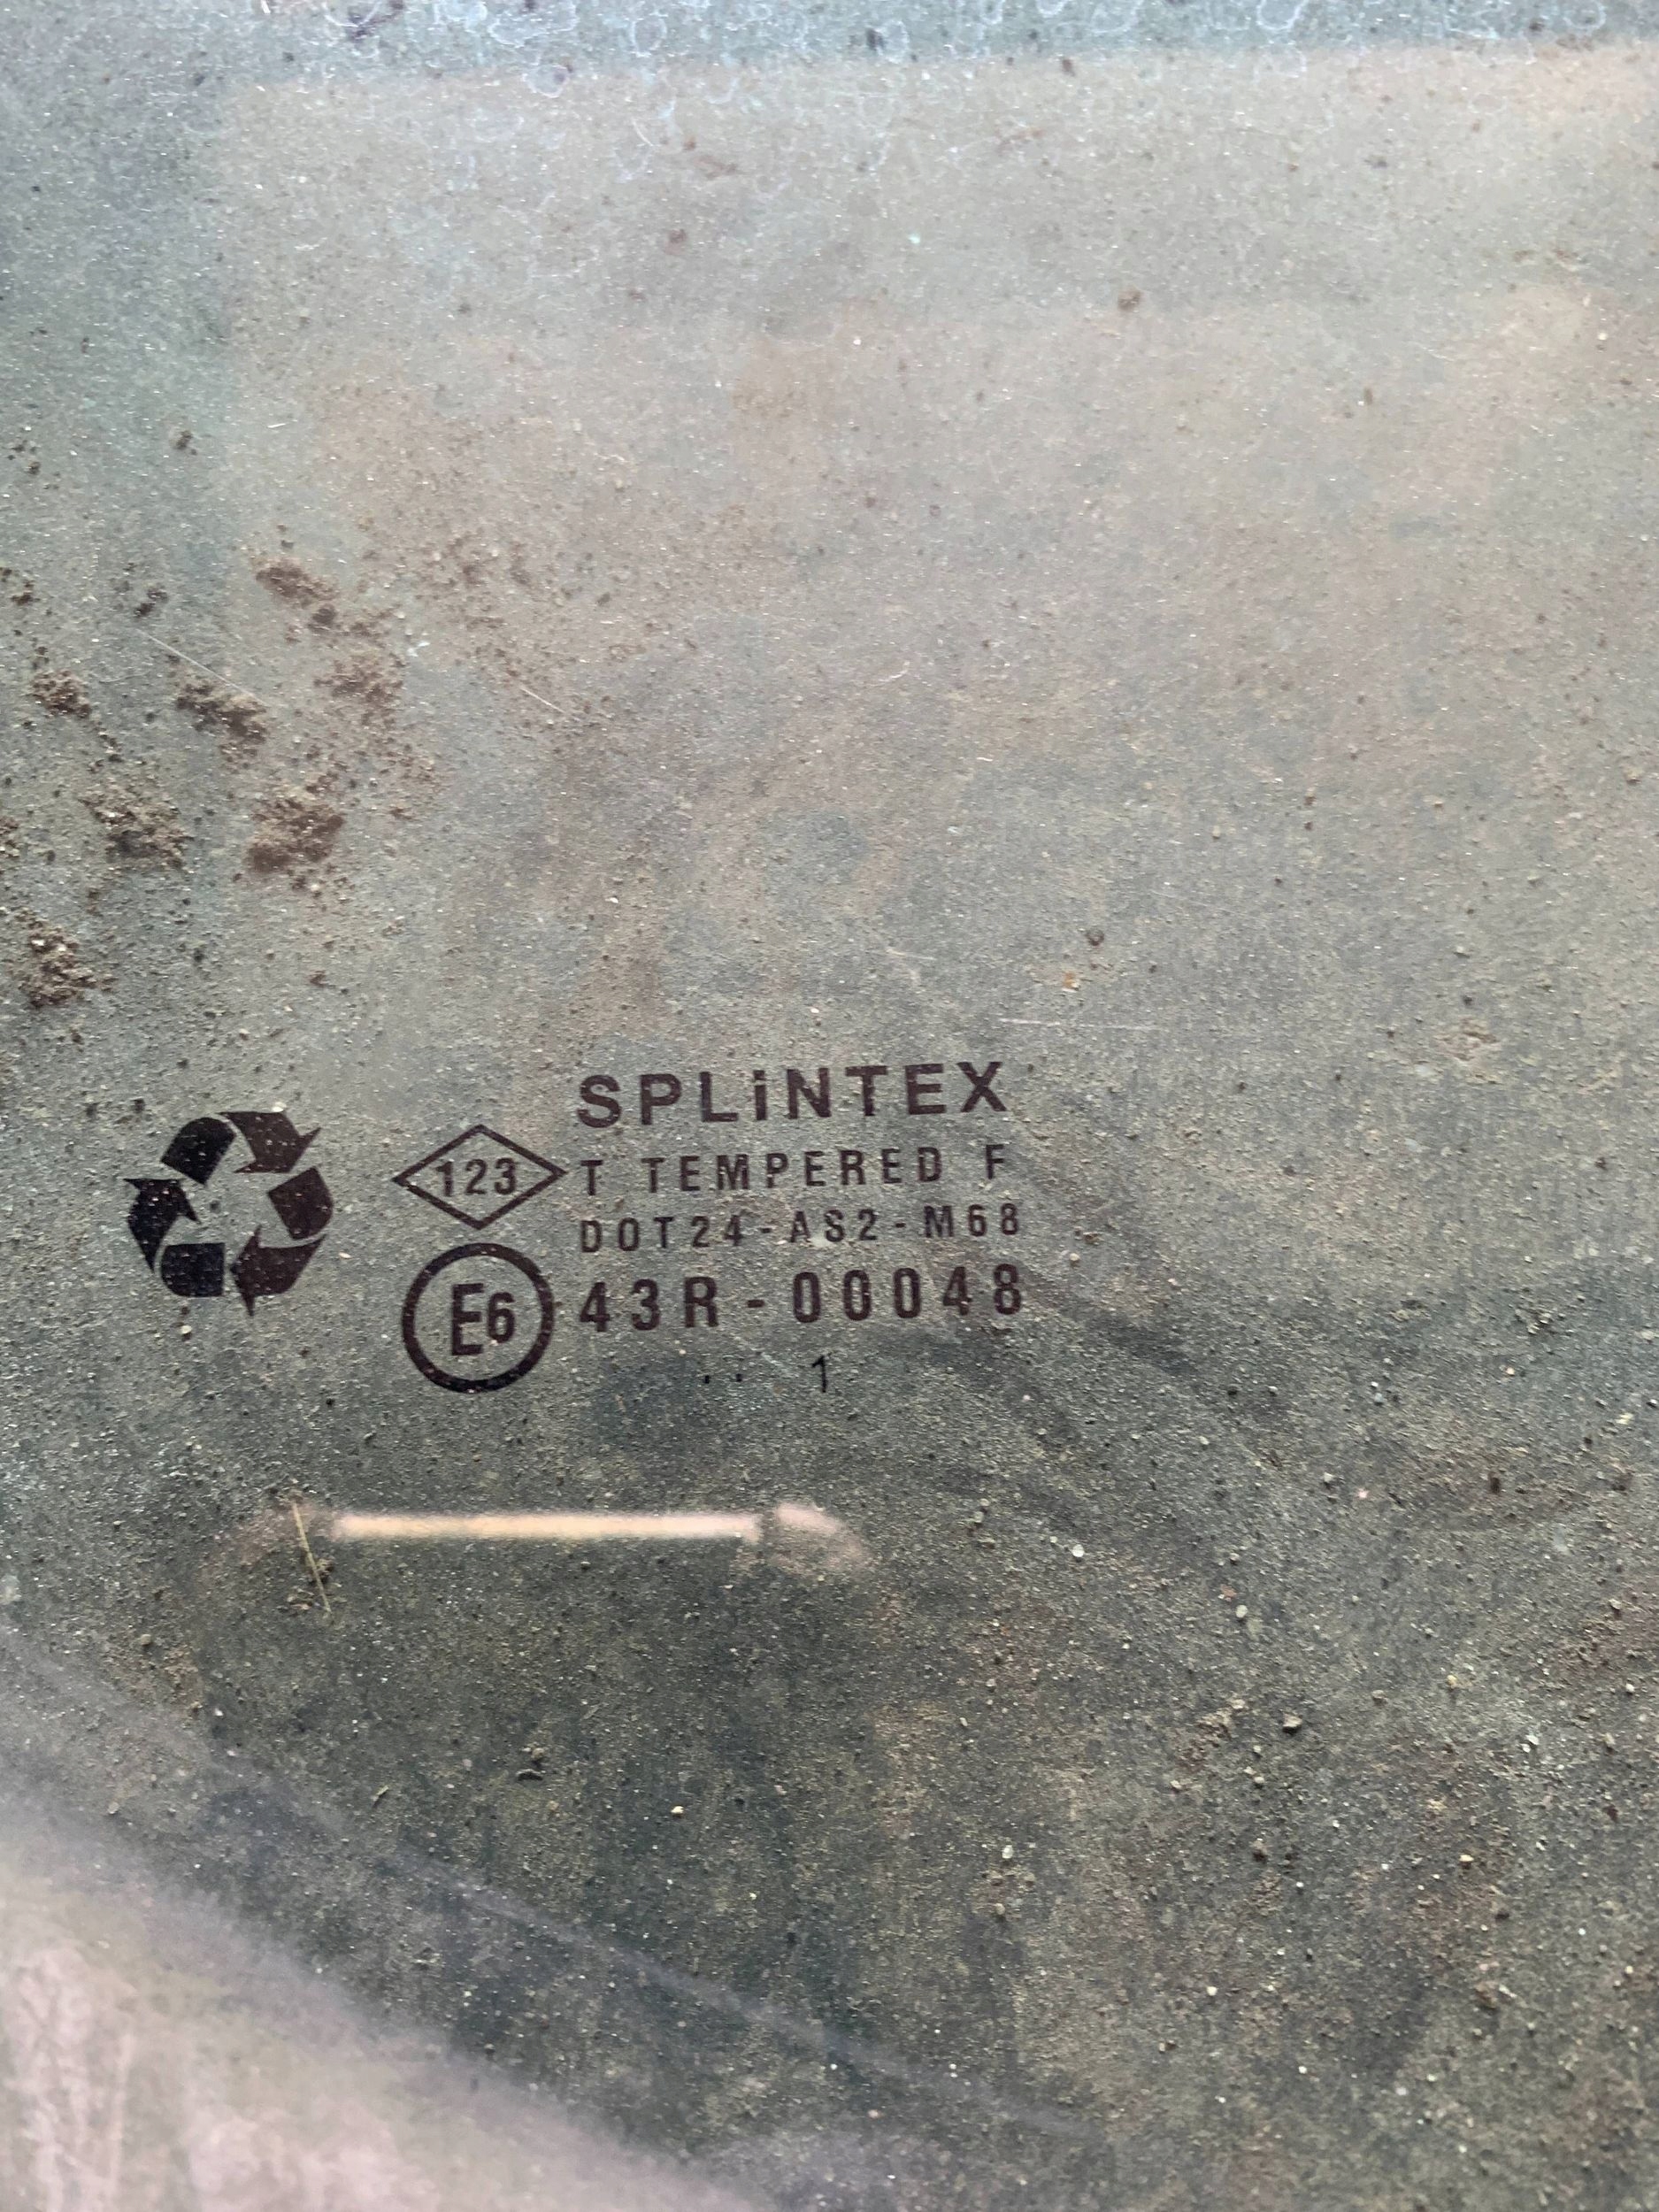 SPLiNTEX
123 T TEMPERED F
DOT24-AS2-M68
E6 43R-00048
.. 1